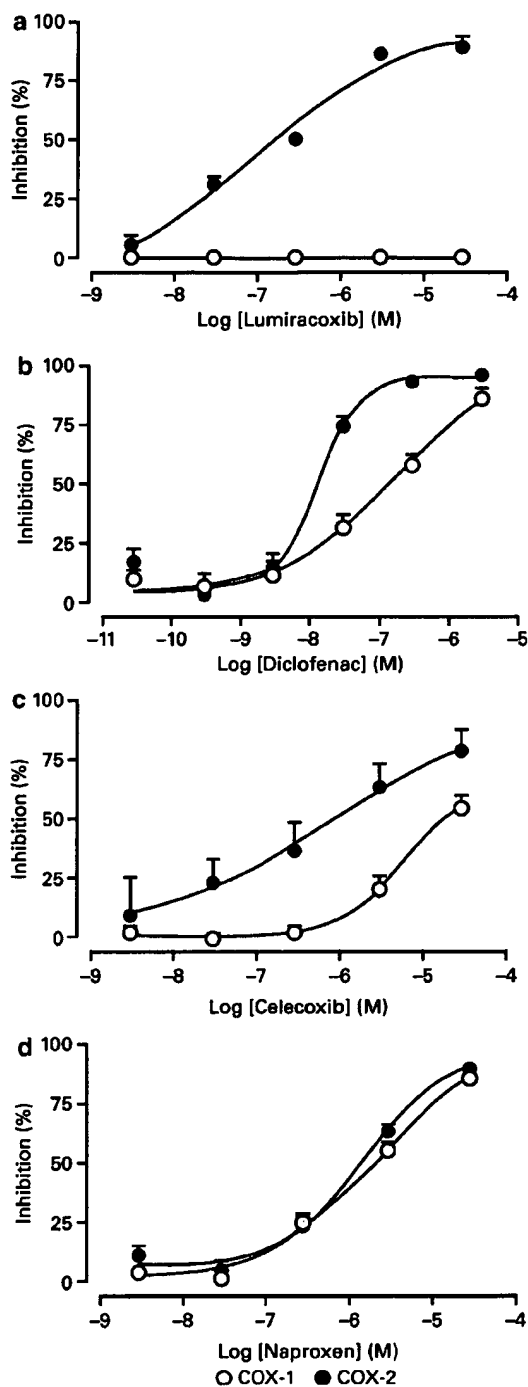 a
100
75
50
25
0
Inhibition (%)
–9 –8 –7 –6 –5 –4
Log [Lumiracoxib] (M)
b
100
75
50
25
0
Inhibition (%)
–11 –10 –9 –8 –7 –6 –5
Log [Diclofenac] (M)
c
100
75
50
25
0
Inhibition (%)
–9 –8 –7 –6 –5 –4
Log [Celecoxib] (M)
d
100
75
50
25
0
Inhibition (%)
–9 –8 –7 –6 –5 –4
Log [Naproxen] (M)
COX-1 COX-2